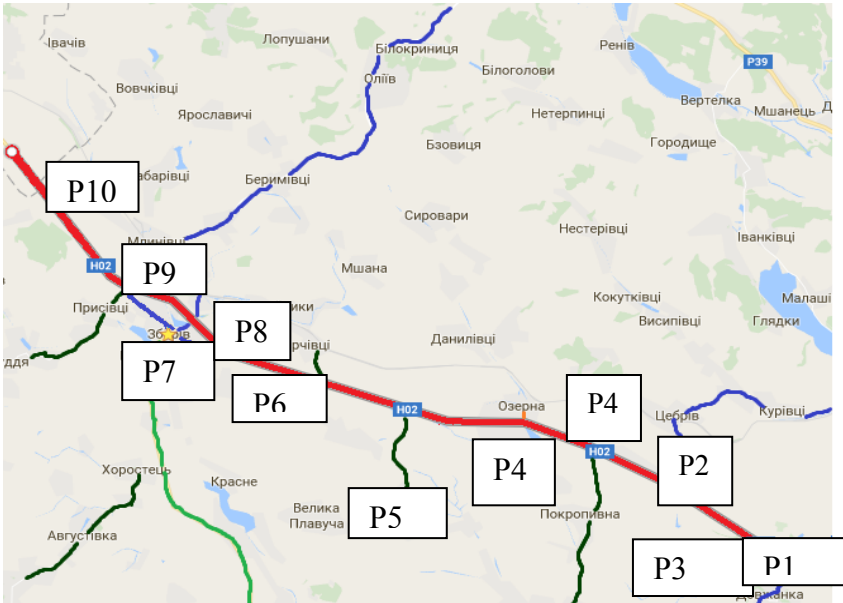 Івачів
Лопушани
Білокриниця
Ренів
Оліїв
Білоголови
P39
Вовчківці
Вертелка
Мшанець
Ярославичі
Нетерпинці
Бзовиця
Городище
P10
Беримівці
Сировари
Нестерівці
Іванківці
H02
P9
Мшана
Присівці
Кокутківці
Малаші
Висипівці
Глядки
P8
Данилівці
P7
P6
H02
Озерна
P4
Цебрів
Курівці
P4
H02
P2
Хоростець
Красне
Велика
Плавуча
P5
Покропивна
Августівка
P3
P1